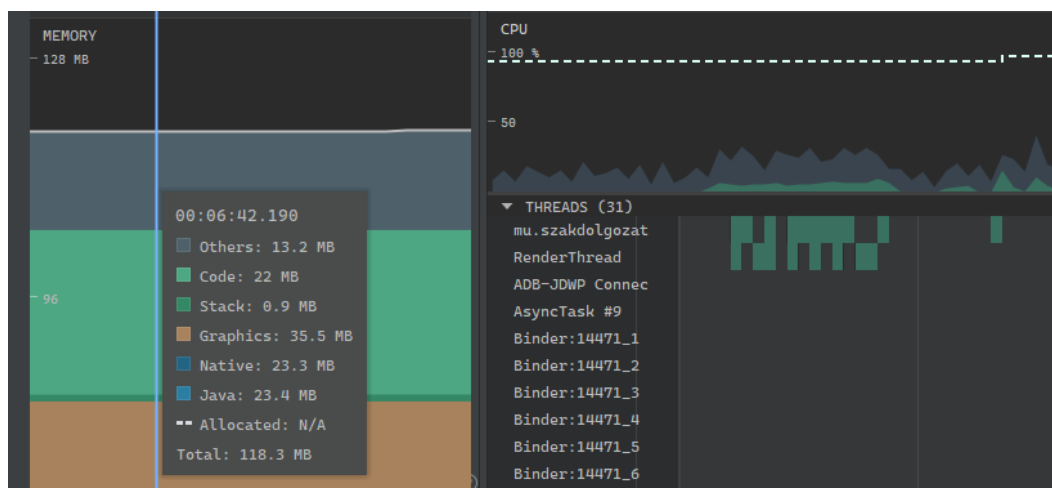 MEMORY
128 MB
96
00:06:42.190
Others: 13.2 MB
Code: 22 MB
Stack: 0.9 MB
Graphics: 35.5 MB
Native: 23.3 MB
Java: 23.4 MB
Allocated: N/A
Total: 118.3 MB
CPU
100 %
50
THREADS (31)
mu.szakdolgozat
RenderThread
ADB-JDWP Connec
AsyncTask #9
Binder:14471_1
Binder:14471_2
Binder:14471_3
Binder:14471_4
Binder:14471_5
Binder:14471_6